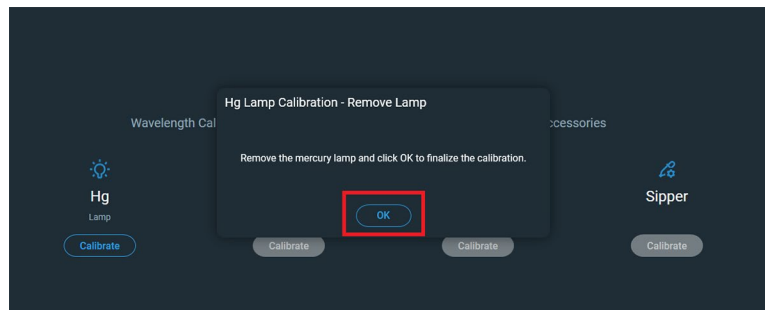 Hg Lamp Calibration - Remove Lamp
Wavelength Cal
ccessories
Remove the mercury lamp and click OK to finalize the calibration.
OK
Hg
Lamp
Calibrate
Calibrate
Calibrate
Sipper
Calibrate